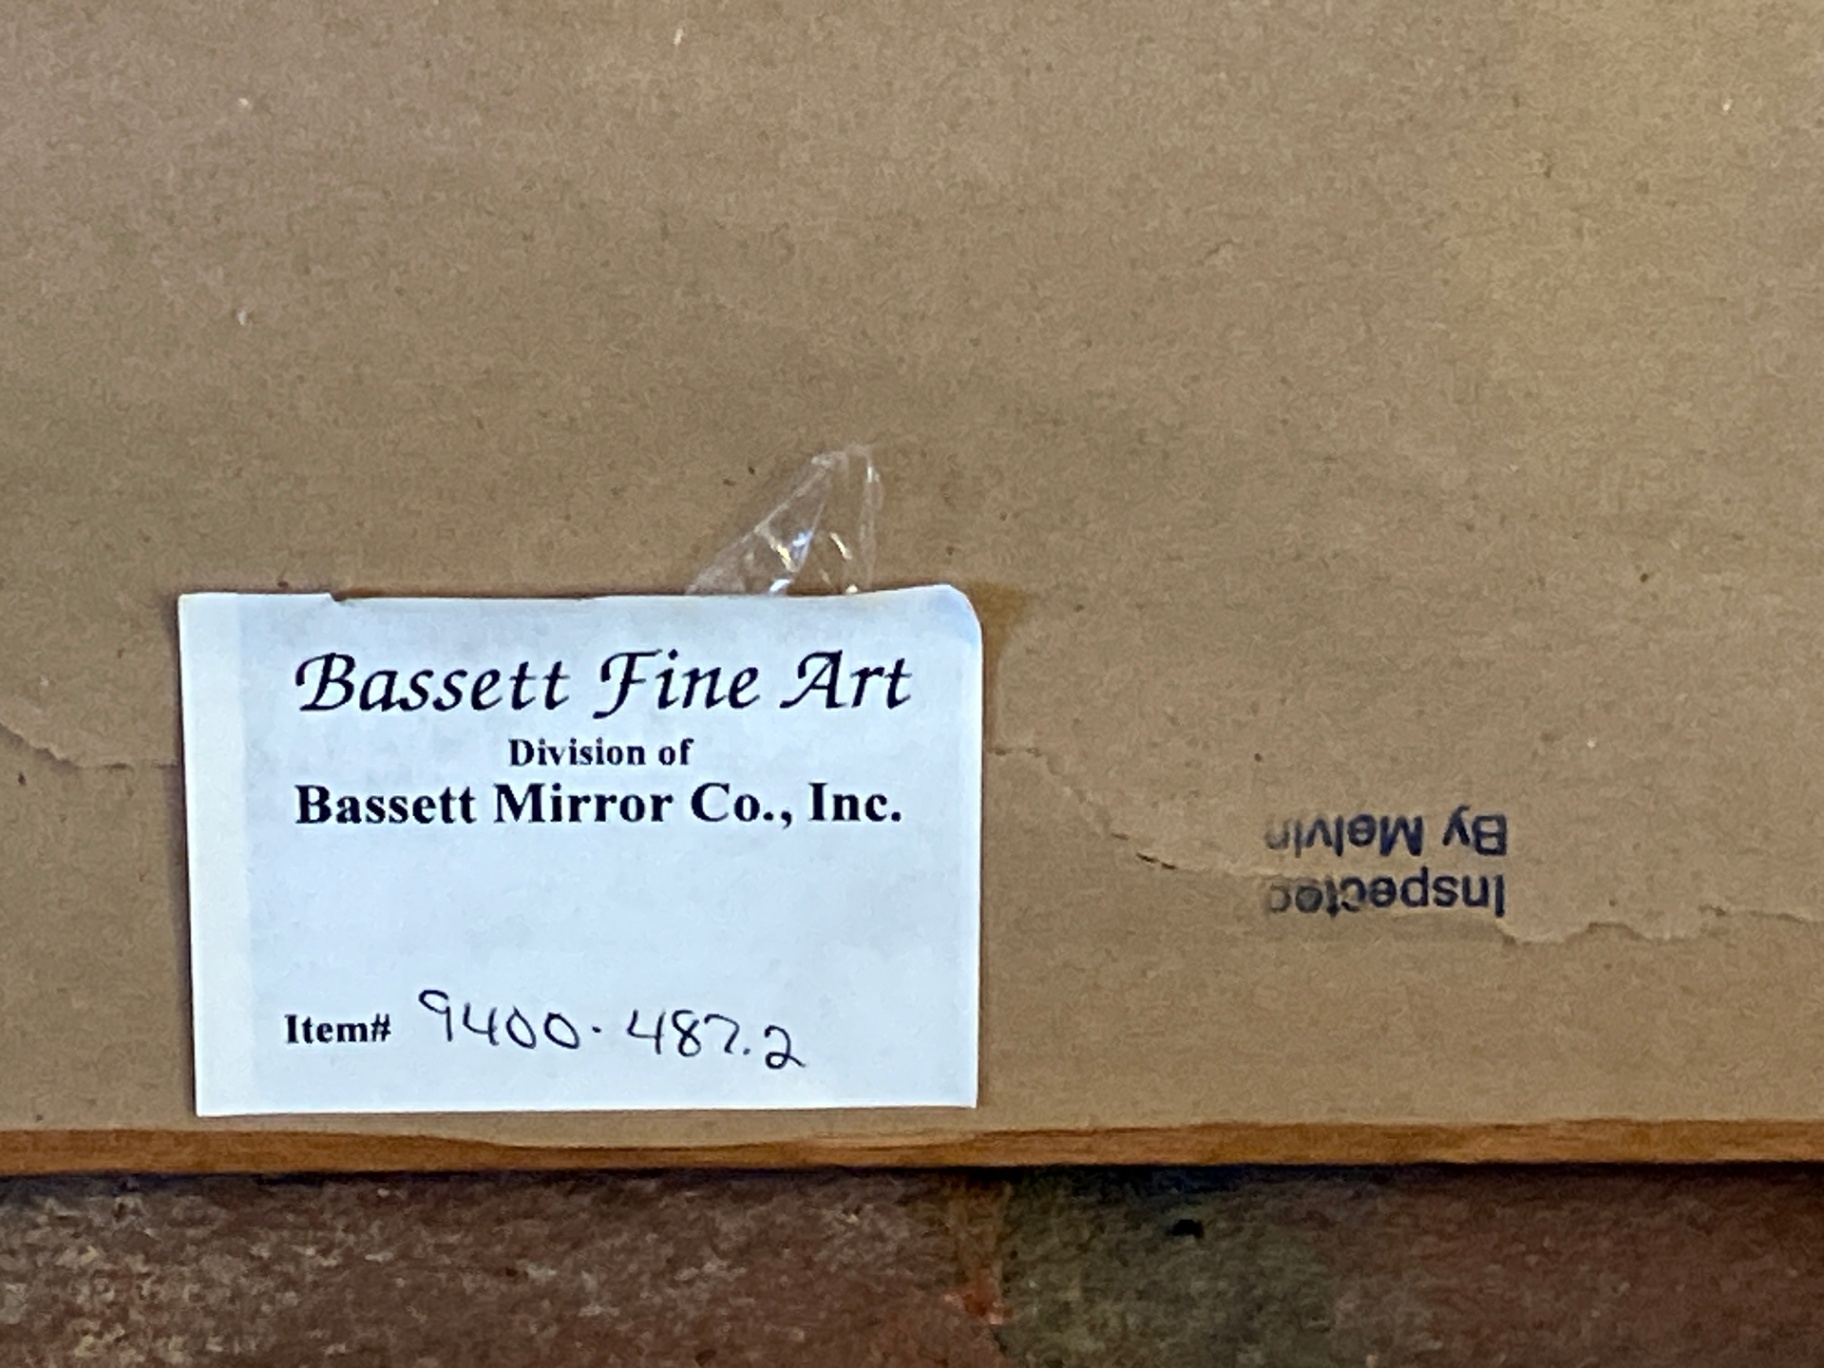 Bassett Fine Art
Division of
Bassett Mirror Co., Inc.
Item# 9400-487.2
Inspected
By Melvin